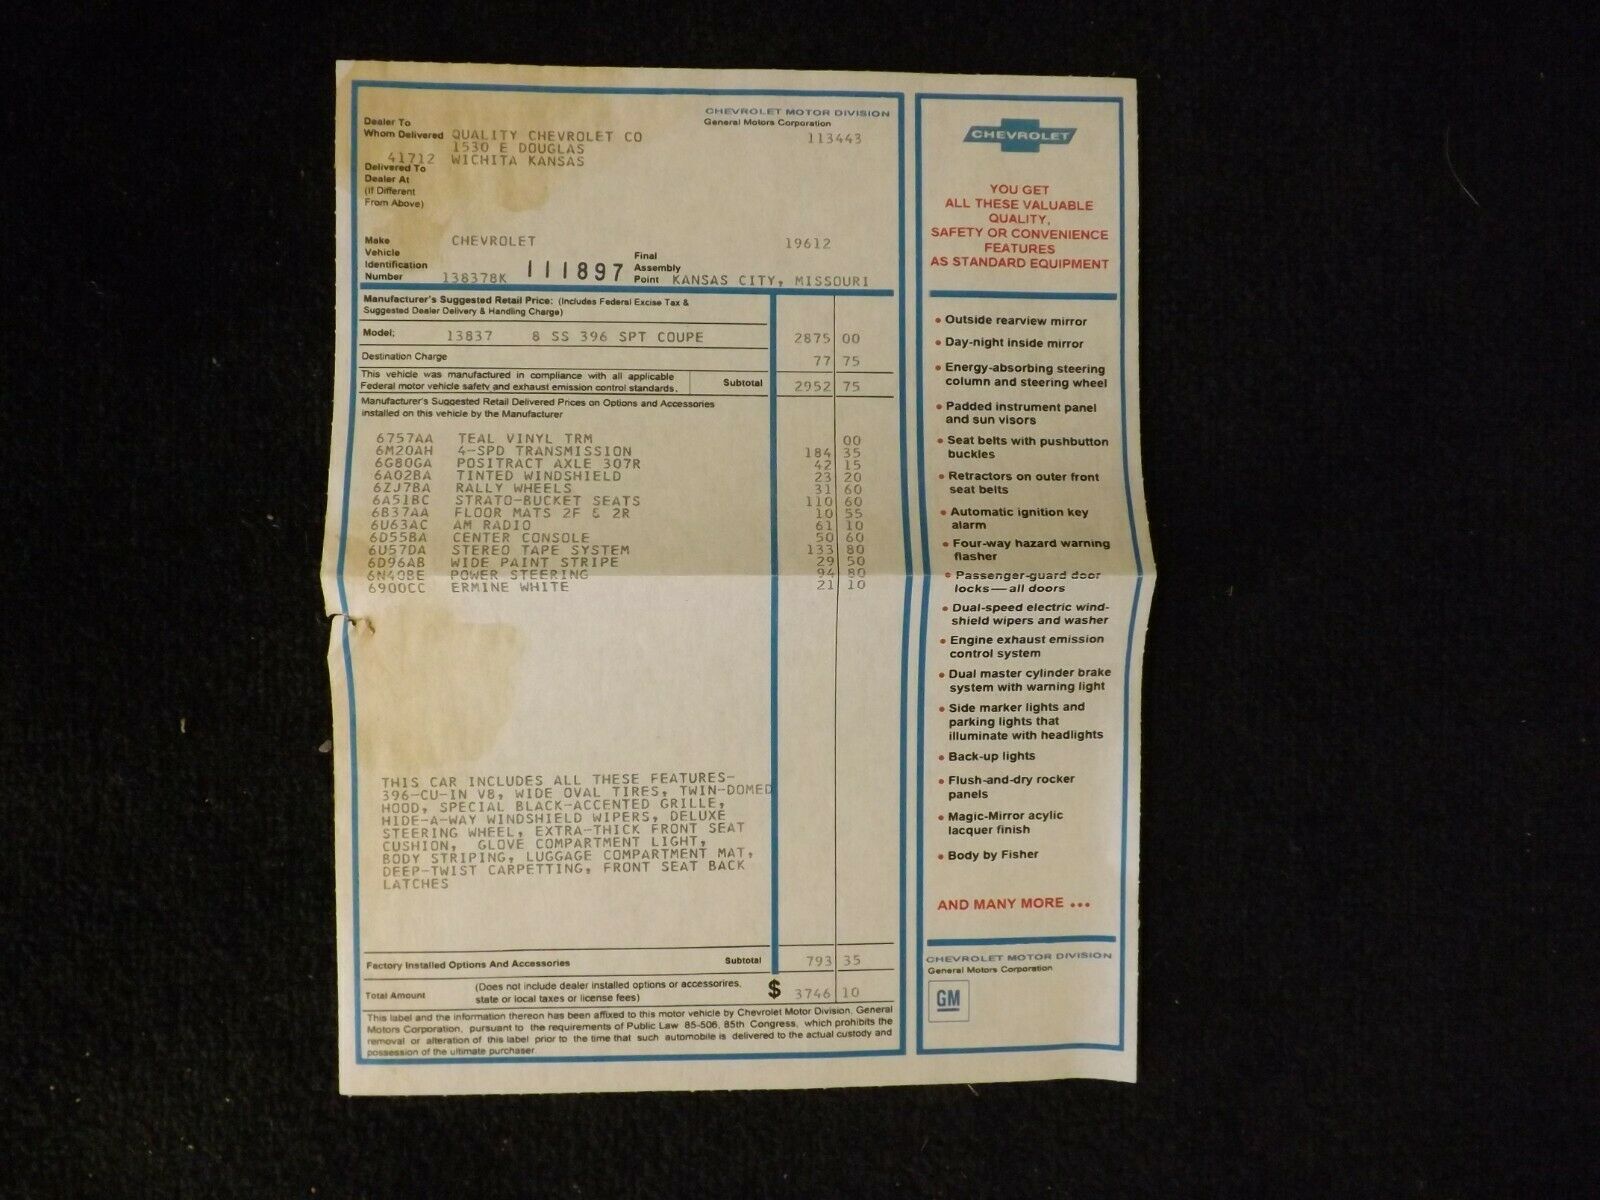 CHEVROLET MOTOR DIVISION
General Motors Corporation
Dealer To
Whom Delivered QUALITY CHEVROLET CO 113443
1530 E DOUGLAS
41712 WICHITA KANSAS
Delivered To
Dealer At
(If Different
From Above)
Make CHEVROLET 19612
Vehicle
Identification
Number 138378K 111897
Final
Assembly
Point KANSAS CITY, MISSOURI
Manufacturer's Suggested Retail Price: (Includes Federal Excise Tax &
Suggested Dealer Delivery & Handling Charge)
Model: 13837 8 SS 396 SPT COUPE 2875 00
Destination Charge 77 75
This vehicle was manufactured in compliance with all applicable
Federal motor vehicle safety and exhaust emission control standards. Subtotal 2952 75
Manufacturer's Suggested Retail Delivered Prices on Options and Accessories
installed on this vehicle by the Manufacturer
6757AA TEAL VINYL TRM 00
6M20AH 4-SPD TRANSMISSION 184 35
6G80GA POSITRACT AXLE 307R 42 15
6A02BA TINTED WINDSHIELD 23 20
6ZJ7BA RALLY WHEELS 31 60
6A51BC STRATO-BUCKET SEATS 110 60
6B37AA FLOOR MATS 2F & 2R 10 55
6U63AC AM RADIO 61 10
6D55BA CENTER CONSOLE 50 60
6U57DA STEREO TAPE SYSTEM 133 80
6D96AB WIDE PAINT STRIPE 29 50
6N40BE POWER STEERING 94 80
6900CC ERMINE WHITE 21 10
THIS CAR INCLUDES ALL THESE FEATURES-
396-CU-IN V8, WIDE OVAL TIRES, TWIN-DOMED
HOOD, SPECIAL BLACK-ACCENTED GRILLE,
HIDE-A-WAY WINDSHIELD WIPERS, DELUXE
STEERING WHEEL, EXTRA-THICK FRONT SEAT
CUSHION, GLOVE COMPARTMENT LIGHT,
BODY STRIPING, LUGGAGE COMPARTMENT MAT,
DEEP-TWIST CARPETTING, FRONT SEAT BACK
LATCHES
Factory Installed Options And Accessories Subtotal 793 35
Total Amount (Does not include dealer installed options or accessorires,
state or local taxes or license fees) $ 3746 10
This label and the information thereon has been affixed to this motor vehicle by Chevrolet Motor Division, General
Motors Corporation, pursuant to the requirements of Public Law 85-506, 85th Congress, which prohibits the
removal or alteration of this label prior to the time that such automobile is delivered to the actual custody and
possession of the ultimate purchaser.
CHEVROLET
YOU GET
ALL THESE VALUABLE
QUALITY,
SAFETY OR CONVENIENCE
FEATURES
AS STANDARD EQUIPMENT
• Outside rearview mirror
• Day-night inside mirror
• Energy-absorbing steering
column and steering wheel
• Padded instrument panel
and sun visors
• Seat belts with pushbutton
buckles
• Retractors on outer front
seat belts
• Automatic ignition key
alarm
• Four-way hazard warning
flasher
• Passenger-guard door
locks—all doors
• Dual-speed electric wind-
shield wipers and washer
• Engine exhaust emission
control system
• Dual master cylinder brake
system with warning light
• Side marker lights and
parking lights that
illuminate with headlights
• Back-up lights
• Flush-and-dry rocker
panels
• Magic-Mirror acylic
lacquer finish
• Body by Fisher
AND MANY MORE ...
CHEVROLET MOTOR DIVISION
General Motors Corporation
GM